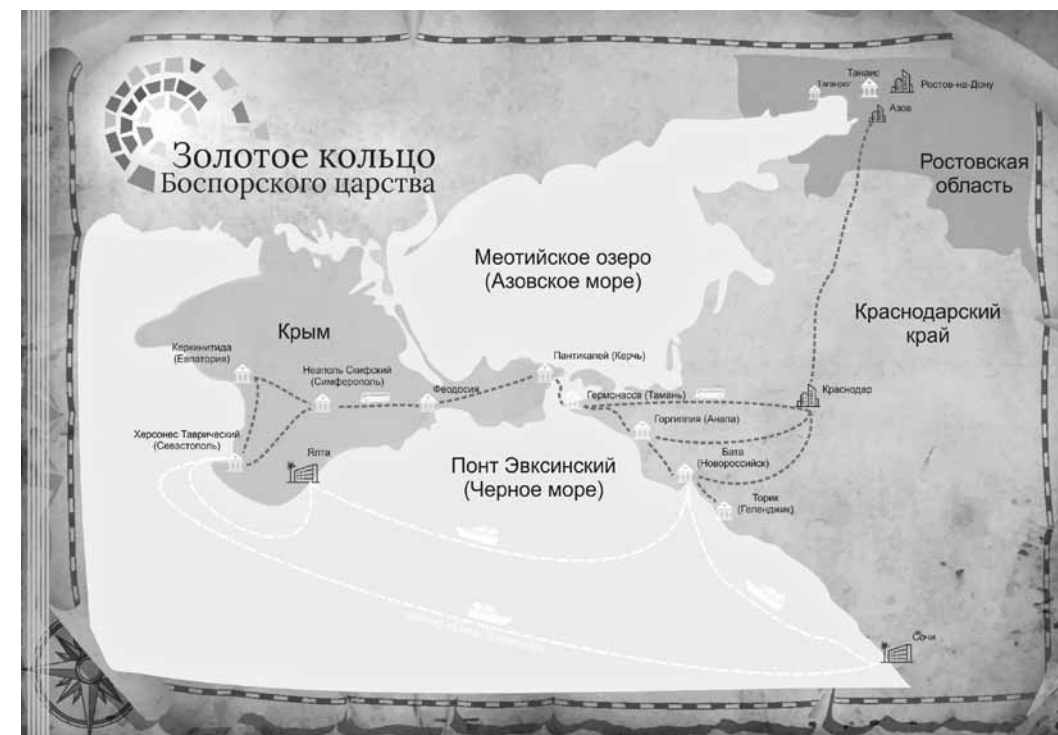 Золотое кольцо
Боспорского царства
Таганрог
Танаис
Ростов-на-Дону
Азов
Ростовская
область
Меотийское озеро
(Азовское море)
Краснодарский
край
Крым
Керкинитида
(Евпатория)
Неаполь Скифский
(Симферополь)
Феодосия
Пантикапей (Керчь)
Гермонасса (Тамань)
Краснодар
Горгиппия (Анапа)
Херсонес Таврический
(Севастополь)
Ялта
Понт Эвксинский
(Черное море)
Бата
(Новороссийск)
Торик
(Геленджик)
Сочи